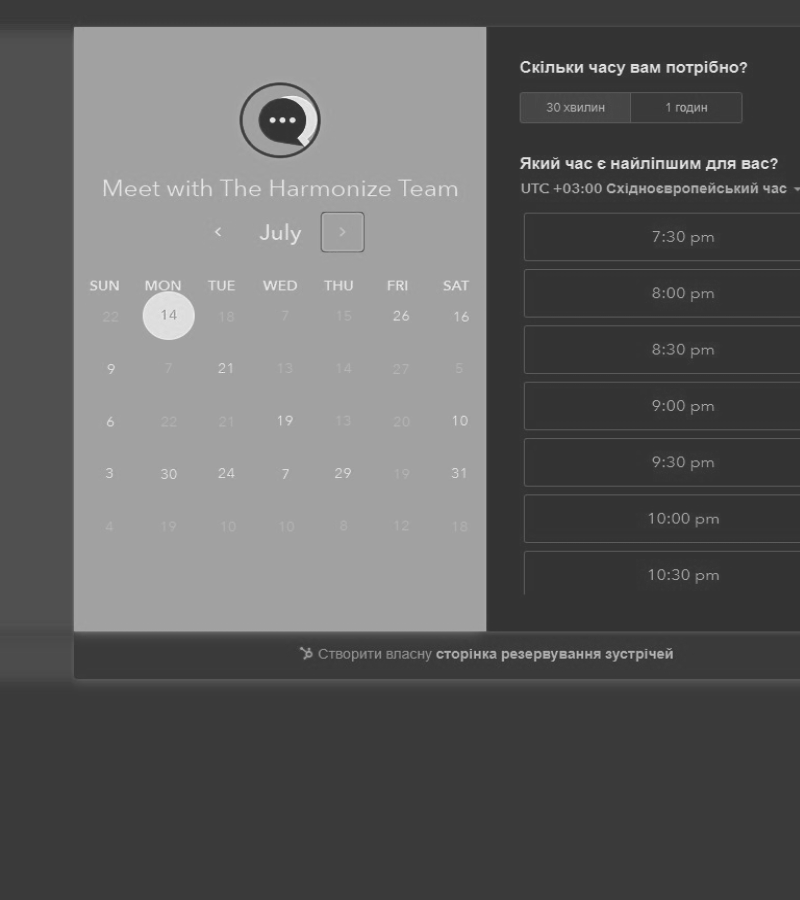 Meet with The Harmonize Team
July
SUN MON TUE WED THU FRI SAT
22 14 18 7 15 26 16
9 7 21 13 14 27 5
6 22 21 19 13 20 10
3 30 24 7 29 19 31
4 19 10 10 8 12 18
Скільки часу вам потрібно?
30 хвилин 1 годин
Який час є найліпшим для вас?
UTC +03:00 Східноєвропейський час
7:30 pm
8:00 pm
8:30 pm
9:00 pm
9:30 pm
10:00 pm
10:30 pm
Створити власну сторінка резервування зустрічей